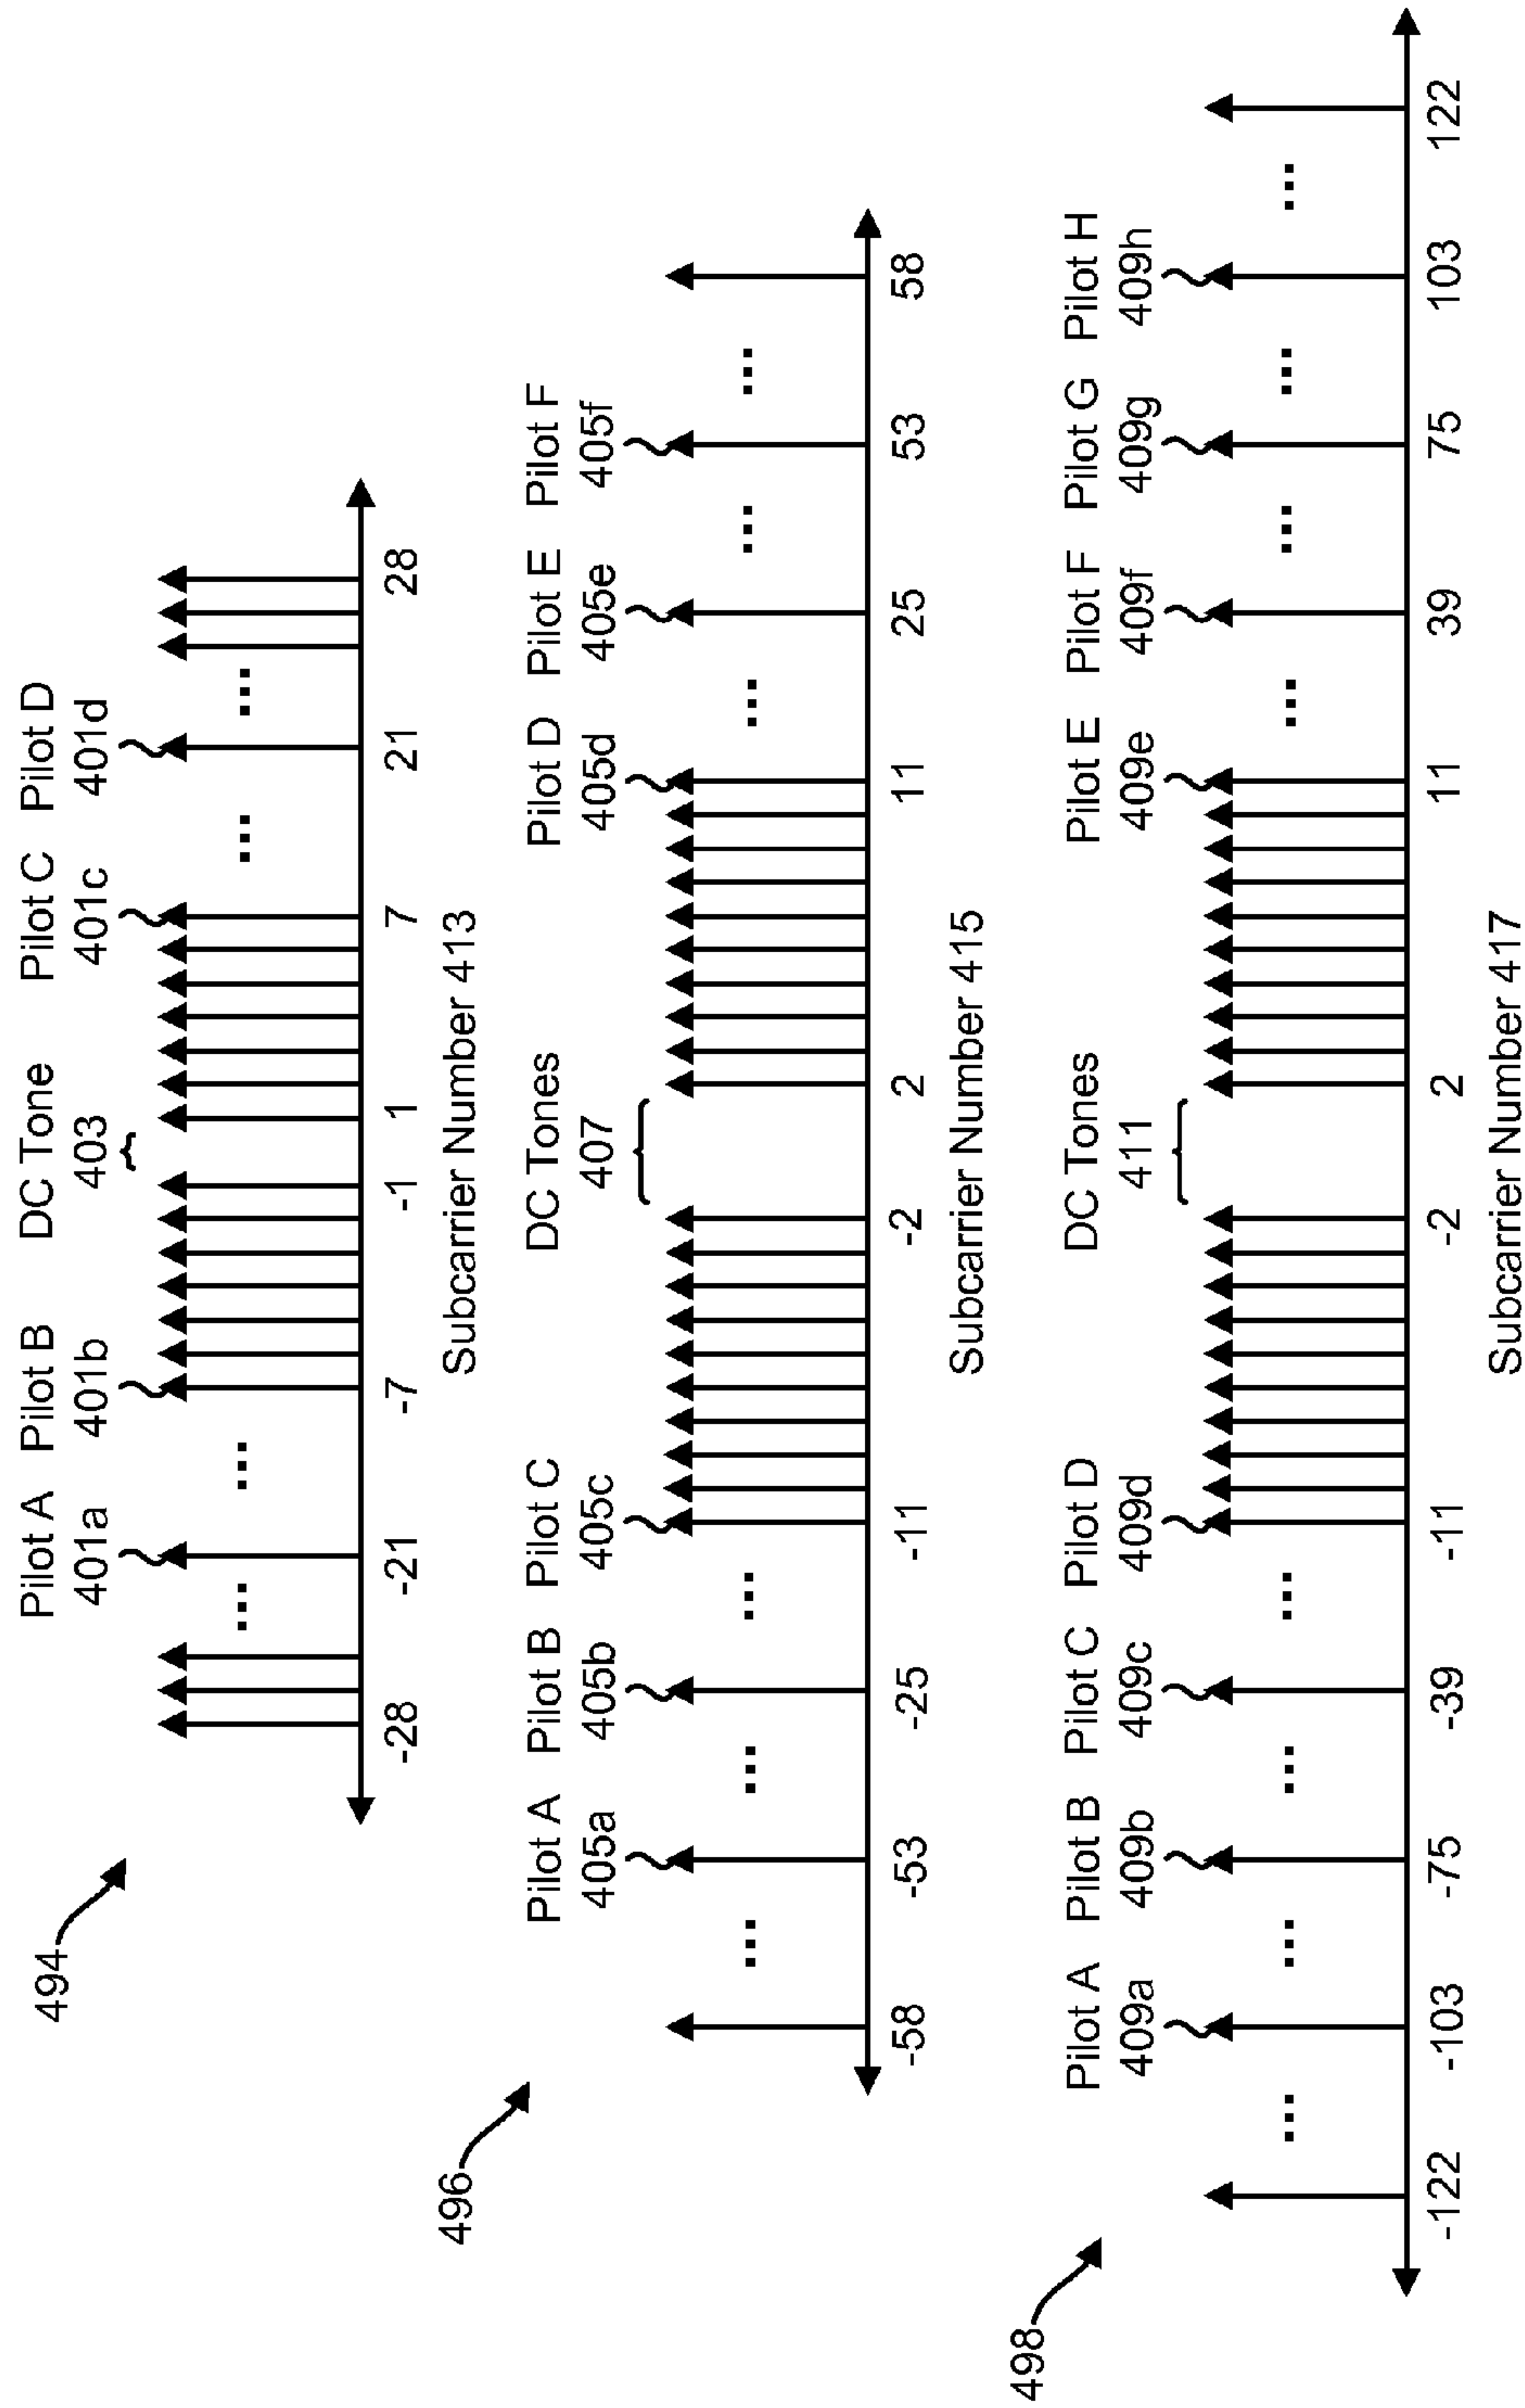 494
Pilot A Pilot B DC Tone Pilot C Pilot D
401a 401b 403 401c 401d
-28 -21 -7 -1 1 7 21 28
Subcarrier Number 413
496
Pilot A Pilot B Pilot C DC Tones Pilot D Pilot E Pilot F
405a 405b 405c 407 405d 405e 405f
-58 -53 -25 -11 -2 2 11 25 53 58
Subcarrier Number 415
498
Pilot A Pilot B Pilot C Pilot D DC Tones Pilot E Pilot F Pilot G Pilot H
409a 409b 409c 409d 411 409e 409f 409g 409h
-122 -103 -75 -39 -11 -2 2 11 39 75 103 122
Subcarrier Number 417